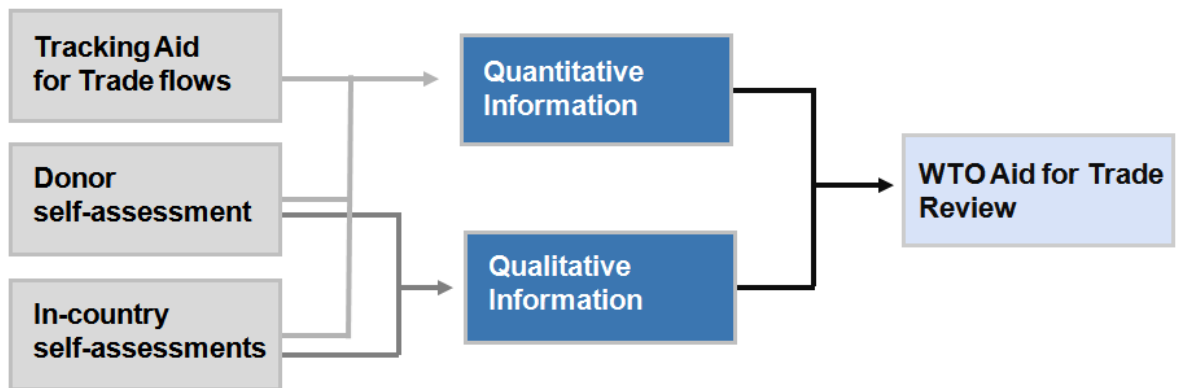 Tracking Aid
for Trade flows
Donor
self-assessment
In-country
self-assessments
Quantitative
Information
Qualitative
Information
WTO Aid for Trade
Review